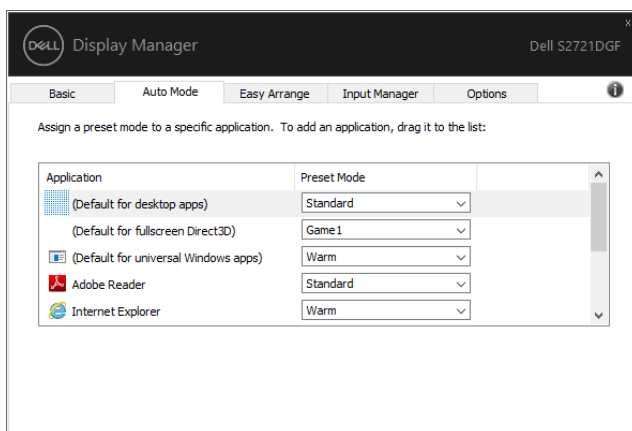 x
DELL Display Manager Dell S2721DGF
Basic Auto Mode Easy Arrange Input Manager Options i
Assign a preset mode to a specific application. To add an application, drag it to the list:
Application Preset Mode
(Default for desktop apps) Standard
(Default for fullscreen Direct3D) Game1
(Default for universal Windows apps) Warm
Adobe Reader Standard
Internet Explorer Warm